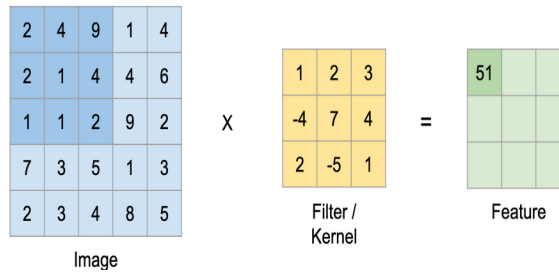 2 4 9 1 4
2 1 4 4 6
1 1 2 9 2
7 3 5 1 3
2 3 4 8 5
Image
X
1 2 3
-4 7 4
2 -5 1
Filter /
Kernel
=
51
Feature